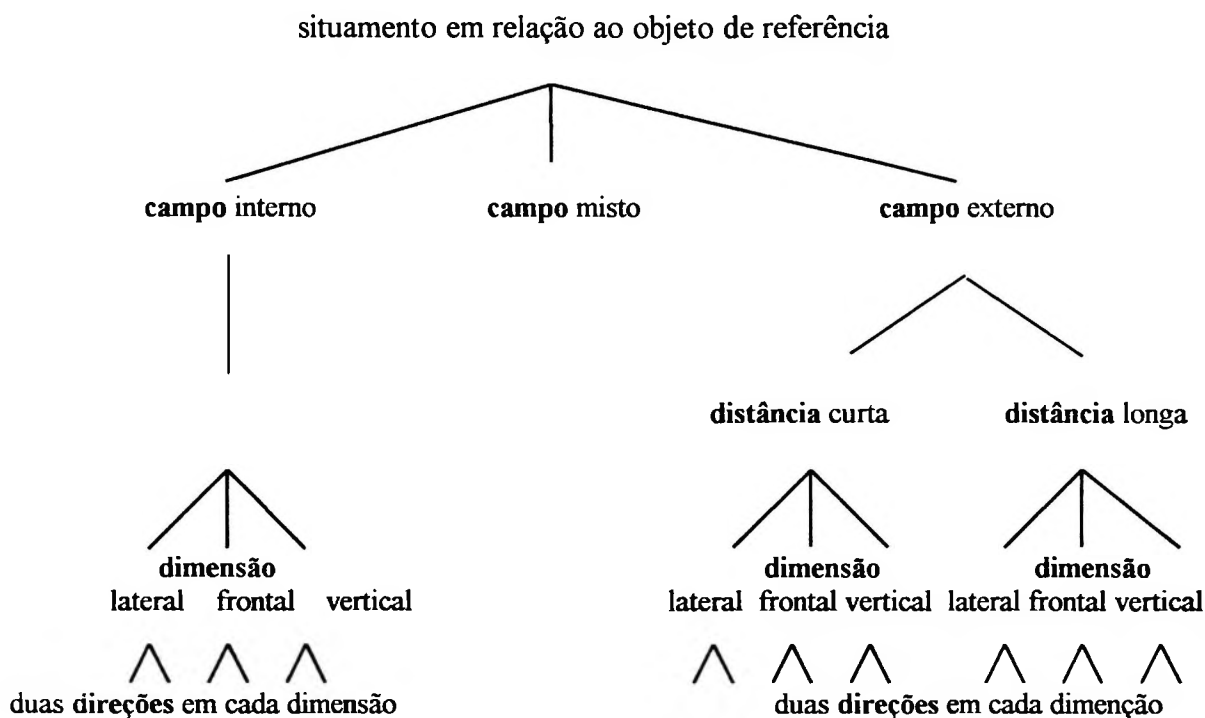 situamento em relação ao objeto de referência
campo interno campo misto campo externo
distância curta distância longa
dimensão dimensão dimensão
lateral frontal vertical lateral frontal vertical lateral frontal vertical
duas direções em cada dimensão duas direções em cada dimenção